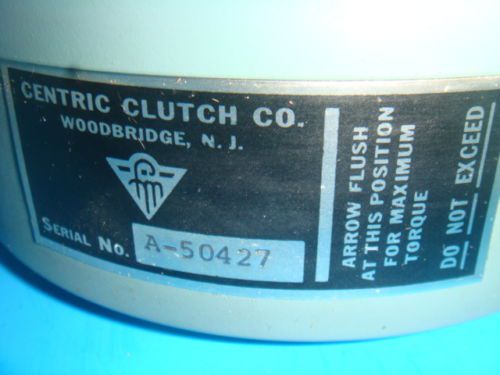 CENTRIC CLUTCH CO.
WOODBRIDGE, N. J.
SERIAL NO. A-50427
ARROW FLUSH
AT THIS POSITION
FOR MAXIMUM
TORQUE
DO NOT EXCEED